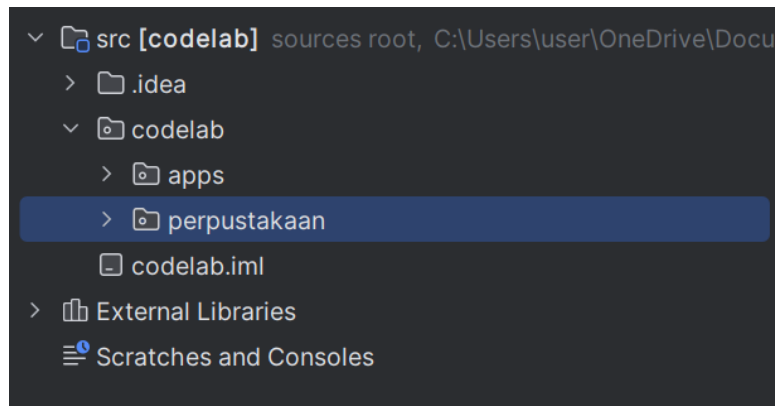 src [codelab] sources root, C:\Users\user\OneDrive\Docu
.idea
codelab
apps
perpustakaan
codelab.iml
External Libraries
Scratches and Consoles